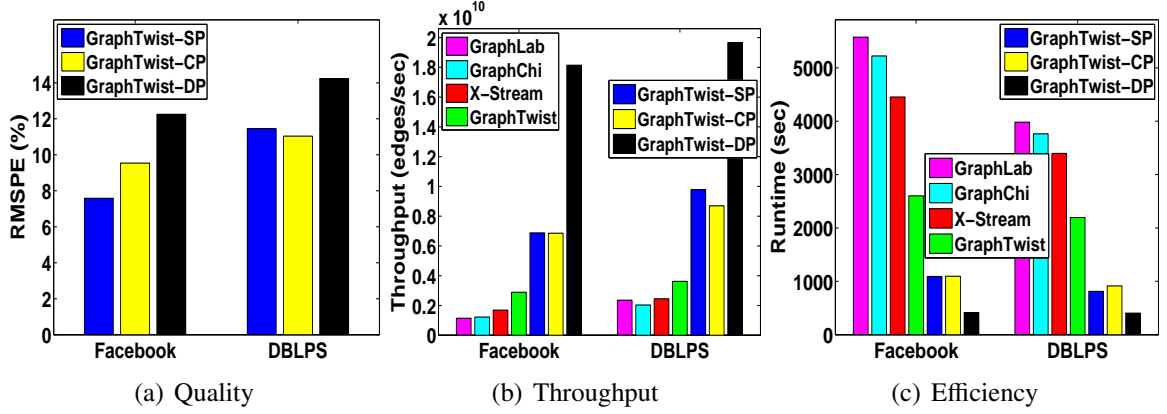 GraphTwist-SP
GraphTwist-CP
GraphTwist-DP
14
12
10
8
6
4
2
0
RMSPE (%)
Facebook
DBLPS
(a) Quality
x 10^10
2
1.8
1.6
1.4
1.2
1
0.8
0.6
0.4
0.2
0
Throughput (edges/sec)
GraphLab
GraphChi
X-Stream
GraphTwist
GraphTwist-SP
GraphTwist-CP
GraphTwist-DP
Facebook
DBLPS
(b) Throughput
5000
4000
3000
2000
1000
0
Runtime (sec)
GraphTwist-SP
GraphTwist-CP
GraphTwist-DP
GraphLab
GraphChi
X-Stream
GraphTwist
Facebook
DBLPS
(c) Efficiency